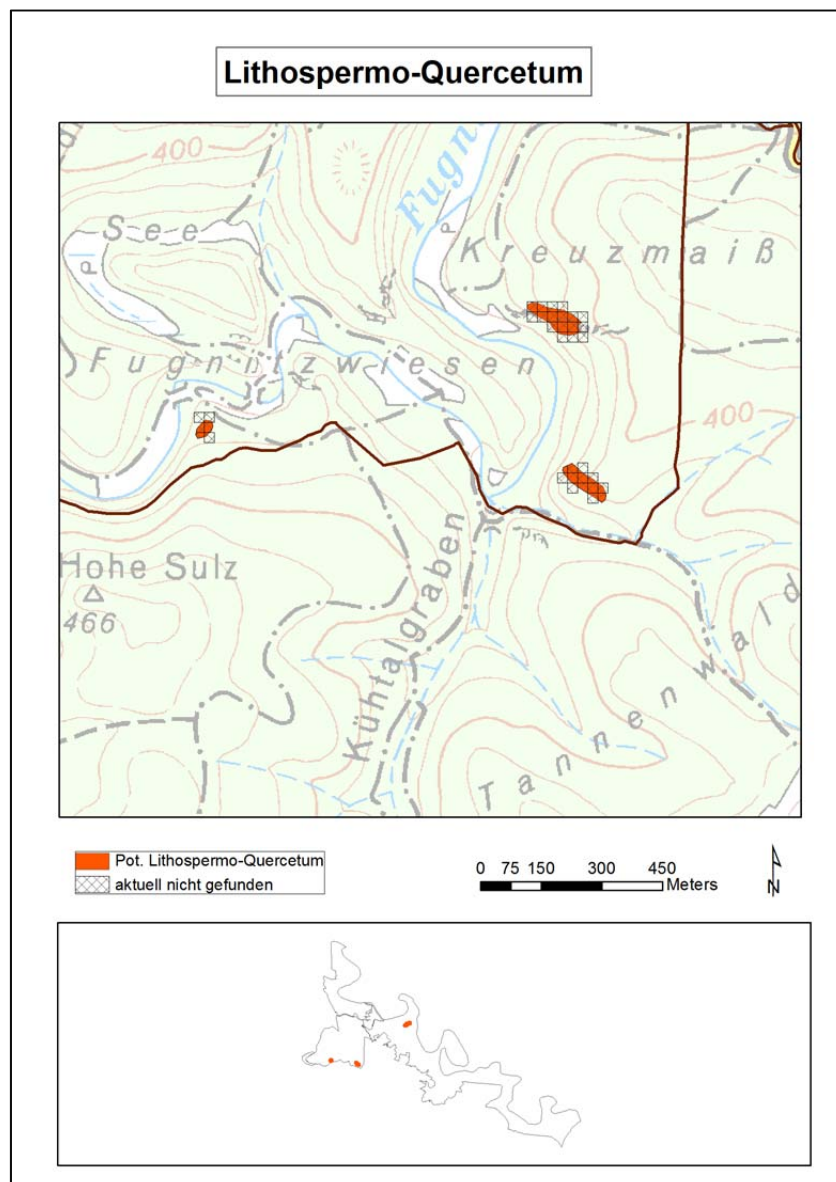 Lithospermo-Quercetum
400
Fugn
See
P
P
Kreuzmaiß
Fugnitzwiesen
400
Hohe Sulz
466
Kühtalgraben
Tannenwald
Pot. Lithospermo-Quercetum
aktuell nicht gefunden
0 75 150 300 450
Meters
N